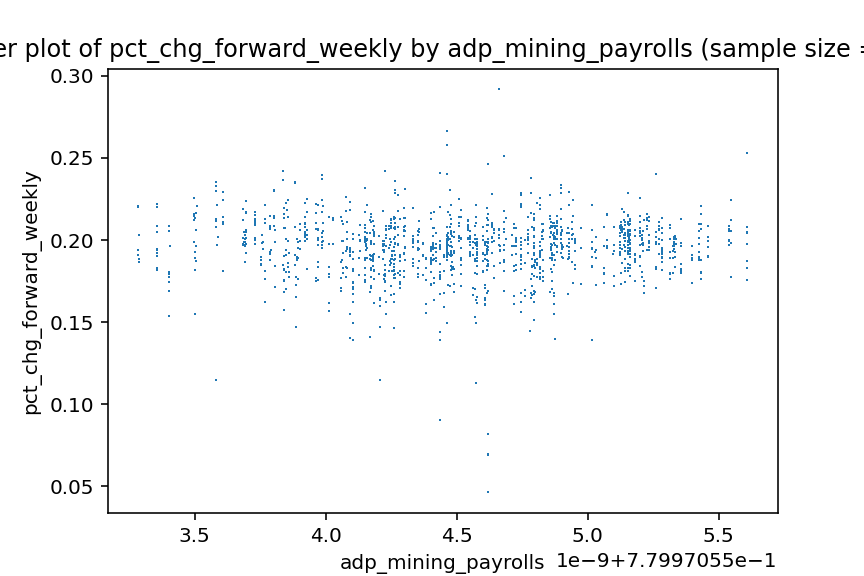 er plot of pct_chg_forward_weekly by adp_mining_payrolls (sample size =
0.30
0.25
0.20
0.15
0.10
0.05
pct_chg_forward_weekly
3.5 4.0 4.5 5.0 5.5
adp_mining_payrolls 1e−9+7.7997055e−1